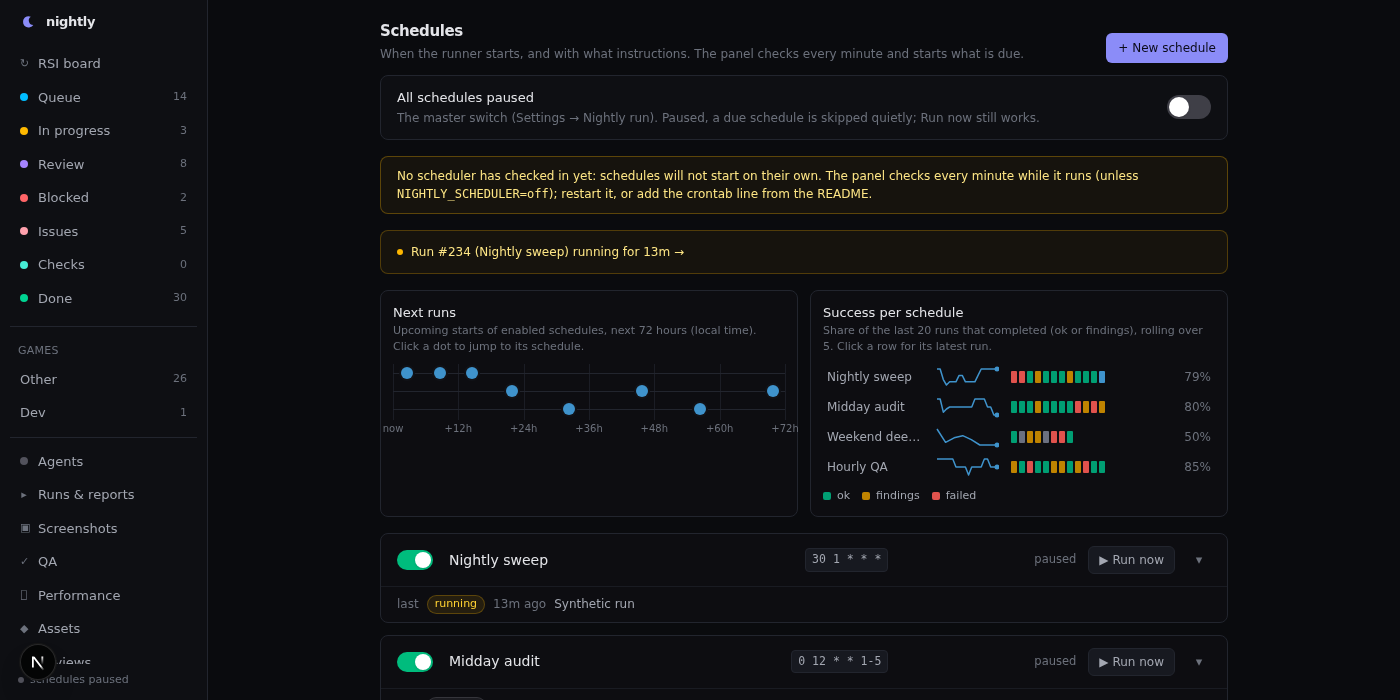 nightly
RSI board
Queue 14
In progress 3
Review 8
Blocked 2
Issues 5
Checks 0
Done 30
GAMES
Other 26
Dev 1
Agents
Runs & reports
Screenshots
QA
Performance
Assets
schedules paused
Schedules
When the runner starts, and with what instructions. The panel checks every minute and starts what is due.
+ New schedule
All schedules paused
The master switch (Settings → Nightly run). Paused, a due schedule is skipped quietly; Run now still works.
No scheduler has checked in yet: schedules will not start on their own. The panel checks every minute while it runs (unless
NIGHTLY_SCHEDULER=off); restart it, or add the crontab line from the README.
Run #234 (Nightly sweep) running for 13m →
Next runs
Upcoming starts of enabled schedules, next 72 hours (local time).
Click a dot to jump to its schedule.
now +12h +24h +36h +48h +60h +72h
Success per schedule
Share of the last 20 runs that completed (ok or findings), rolling over
5. Click a row for its latest run.
Nightly sweep 79%
Midday audit 80%
Weekend dee… 50%
Hourly QA 85%
ok findings failed
Nightly sweep 30 1 * * * paused ▶ Run now ▾
last running 13m ago Synthetic run
Midday audit 0 12 * * 1-5 paused ▶ Run now ▾